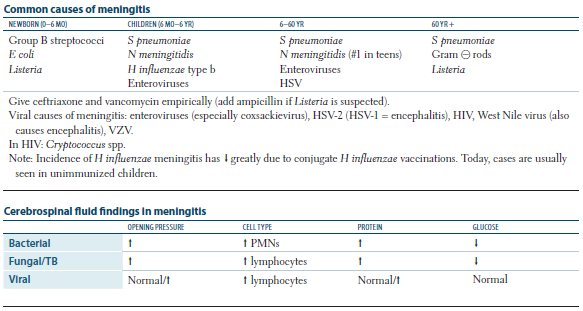 Common causes of meningitis
NEWBORN (0–6 MO) CHILDREN (6 MO–6 YR) 6–60 YR 60 YR +
Group B streptococci S pneumoniae S pneumoniae S pneumoniae
E coli N meningitidis N meningitidis (#1 in teens) Gram ⊖ rods
Listeria H influenzae type b Enteroviruses Listeria
Enteroviruses HSV
Give ceftriaxone and vancomycin empirically (add ampicillin if Listeria is suspected).
Viral causes of meningitis: enteroviruses (especially coxsackievirus), HSV-2 (HSV-1 = encephalitis), HIV, West Nile virus (also
causes encephalitis), VZV.
In HIV: Cryptococcus spp.
Note: Incidence of H influenzae meningitis has ↓ greatly due to conjugate H influenzae vaccinations. Today, cases are usually
seen in unimmunized children.
Cerebrospinal fluid findings in meningitis
OPENING PRESSURE CELL TYPE PROTEIN GLUCOSE
Bacterial ↑ ↑ PMNs ↑ ↓
Fungal/TB ↑ ↑ lymphocytes ↑ ↓
Viral Normal/↑ ↑ lymphocytes Normal/↑ Normal